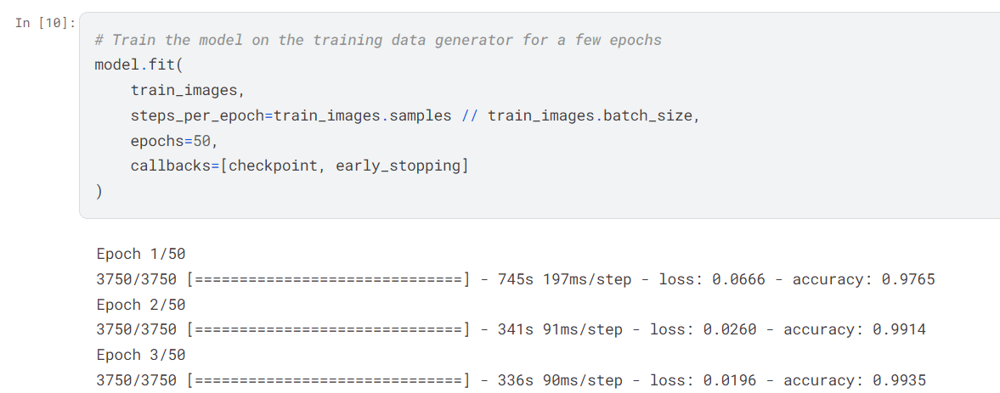 In [10]:
# Train the model on the training data generator for a few epochs
model.fit(
    train_images,
    steps_per_epoch=train_images.samples // train_images.batch_size,
    epochs=50,
    callbacks=[checkpoint, early_stopping]
)
Epoch 1/50
3750/3750 [==============================] - 745s 197ms/step - loss: 0.0666 - accuracy: 0.9765
Epoch 2/50
3750/3750 [==============================] - 341s 91ms/step - loss: 0.0260 - accuracy: 0.9914
Epoch 3/50
3750/3750 [==============================] - 336s 90ms/step - loss: 0.0196 - accuracy: 0.9935